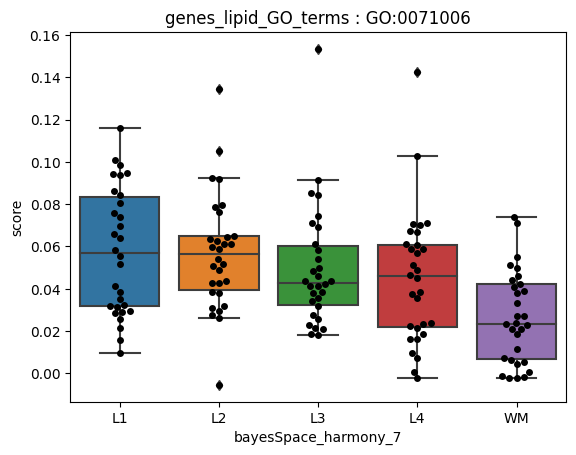 genes_lipid_GO_terms : GO:0071006
0.16
0.14
0.12
0.10
0.08
0.06
0.04
0.02
0.00
score
L1 L2 L3 L4 WM
bayesSpace_harmony_7